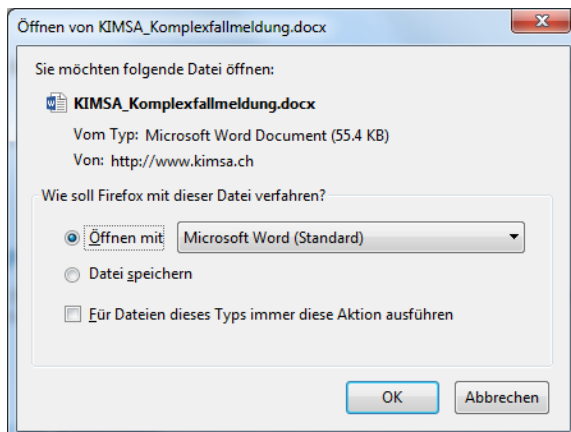 Öffnen von KIMSA_Komplexfallmeldung.docx
Sie möchten folgende Datei öffnen:
KIMSA_Komplexfallmeldung.docx
Vom Typ: Microsoft Word Document (55.4 KB)
Von: http://www.kimsa.ch
Wie soll Firefox mit dieser Datei verfahren?
Öffnen mit Microsoft Word (Standard)
Datei speichern
Für Dateien dieses Typs immer diese Aktion ausführen
OK Abbrechen